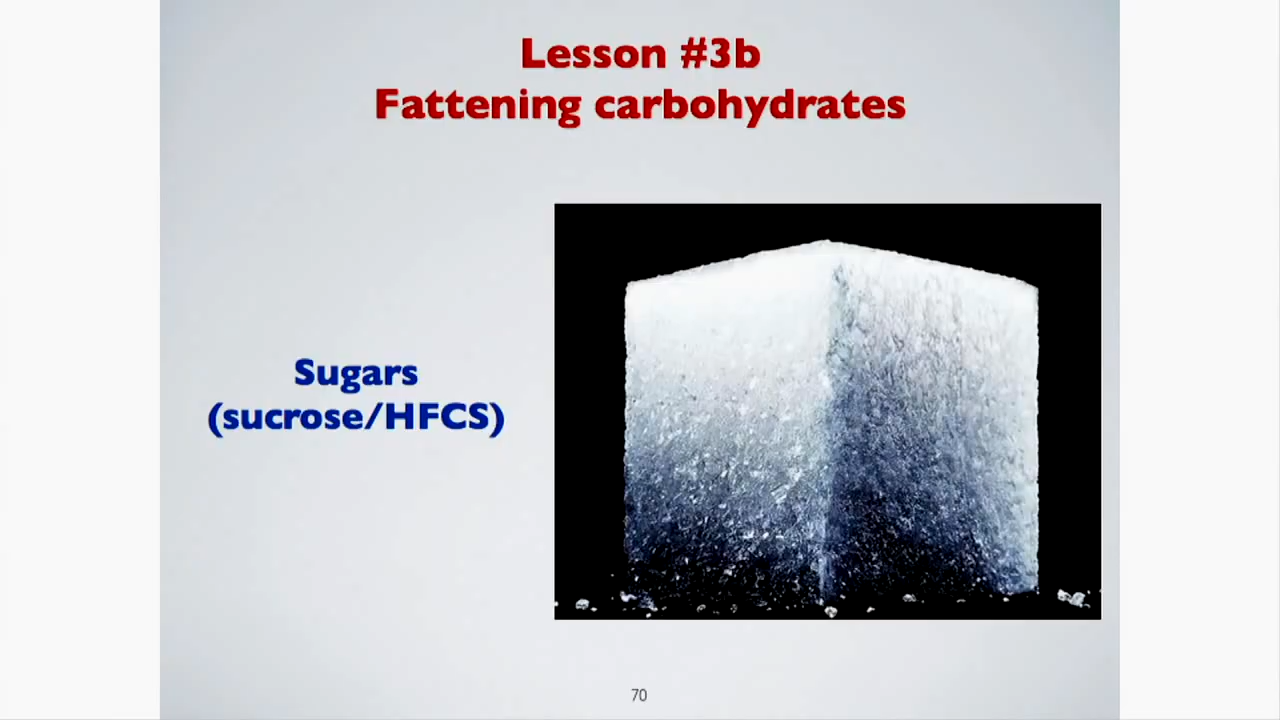 Lesson #3b
Fattening carbohydrates
Sugars
(sucrose/HFCS)
70